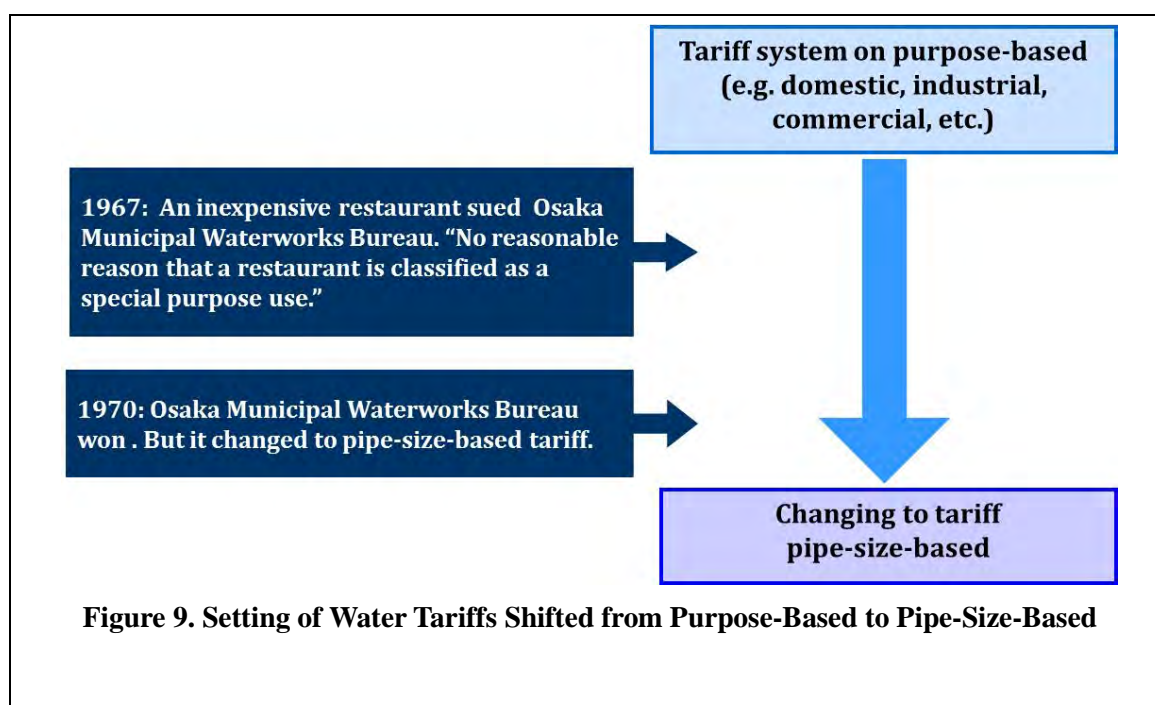 Tariff system on purpose-based
(e.g. domestic, industrial,
commercial, etc.)
1967:  An inexpensive restaurant sued  Osaka
Municipal Waterworks Bureau. “No reasonable
reason that a restaurant is classified as a
special purpose use.”
1970: Osaka Municipal Waterworks Bureau
won . But it changed to pipe-size-based tariff.
Changing to tariff
pipe-size-based
Figure 9. Setting of Water Tariffs Shifted from Purpose-Based to Pipe-Size-Based